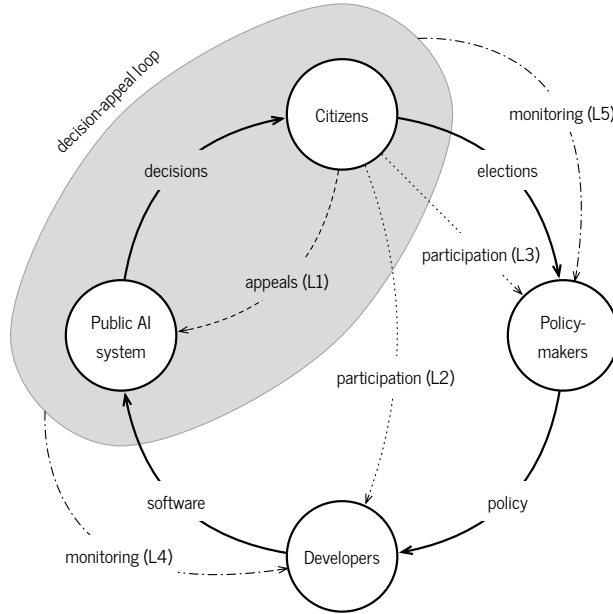 decision-appeal loop
Citizens
monitoring (L5)
decisions
elections
participation (L3)
appeals (L1)
Public AI
system
Policy-
makers
participation (L2)
software
policy
monitoring (L4)
Developers